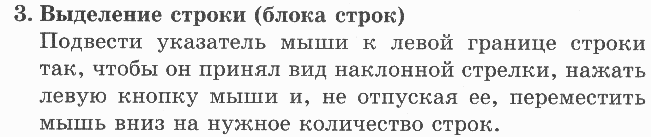 3. Выделение строки (блока строк)
Подвести указатель мыши к левой границе строки
так, чтобы он принял вид наклонной стрелки, нажать
левую кнопку мыши и, не отпуская ее, переместить
мышь вниз на нужное количество строк.